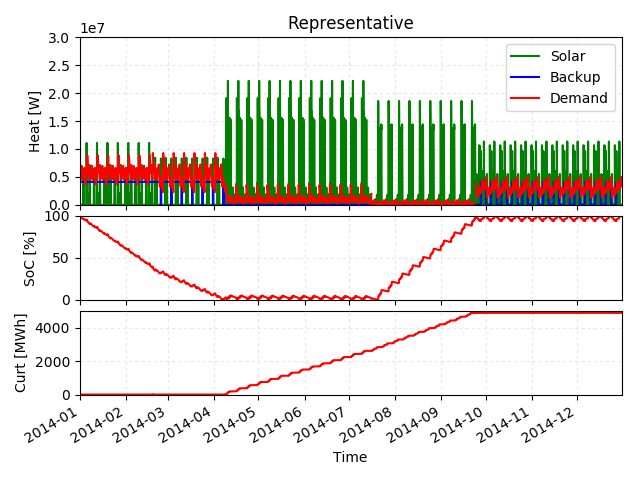 Representative
1e7
3.0
2.5
2.0
1.5
1.0
0.5
0.0
Heat [W]
Solar
Backup
Demand
100
50
0
SoC [%]
4000
2000
0
Curt [MWh]
2014-01
2014-02
2014-03
2014-04
2014-05
2014-06
2014-07
2014-08
2014-09
2014-10
2014-11
2014-12
Time